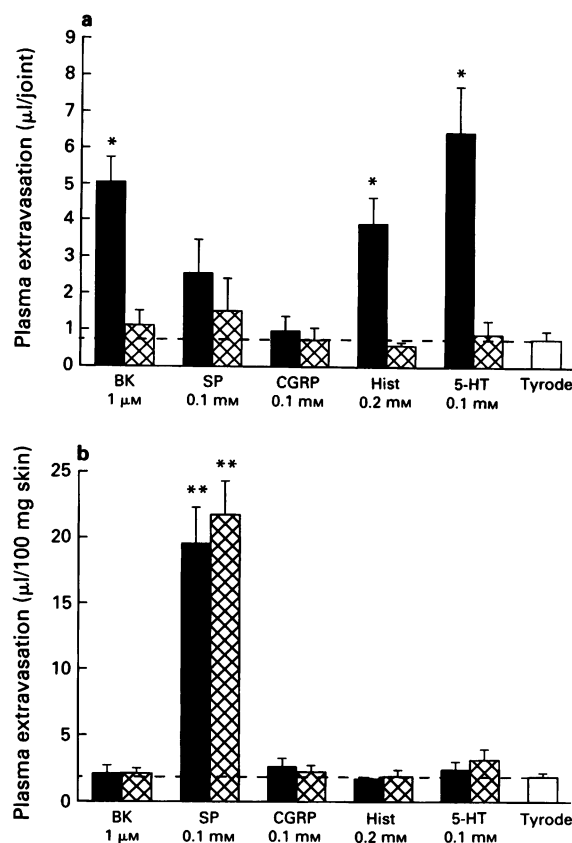 a
Plasma extravasation (μl/joint)
9
8
7
6
5
4
3
2
1
0
*
*
*
BK SP CGRP Hist 5-HT Tyrode
1 μM 0.1 mM 0.1 mM 0.2 mM 0.1 mM
b
Plasma extravasation (μl/100 mg skin)
25
20
15
10
5
0
** **
BK SP CGRP Hist 5-HT Tyrode
1 μM 0.1 mM 0.1 mM 0.2 mM 0.1 mM